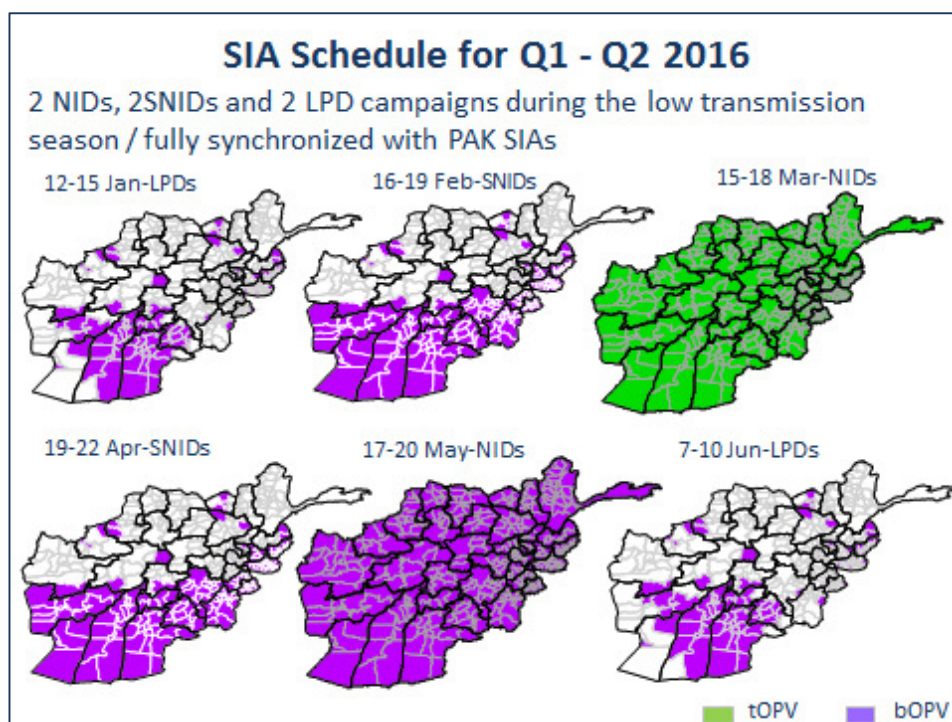 SIA Schedule for Q1 - Q2 2016
2 NIDs, 2SNIDs and 2 LPD campaigns during the low transmission
season / fully synchronized with PAK SIAs
12-15 Jan-LPDs
16-19 Feb-SNIDs
15-18 Mar-NIDs
19-22 Apr-SNIDs
17-20 May-NIDs
7-10 Jun-LPDs
tOPV
bOPV